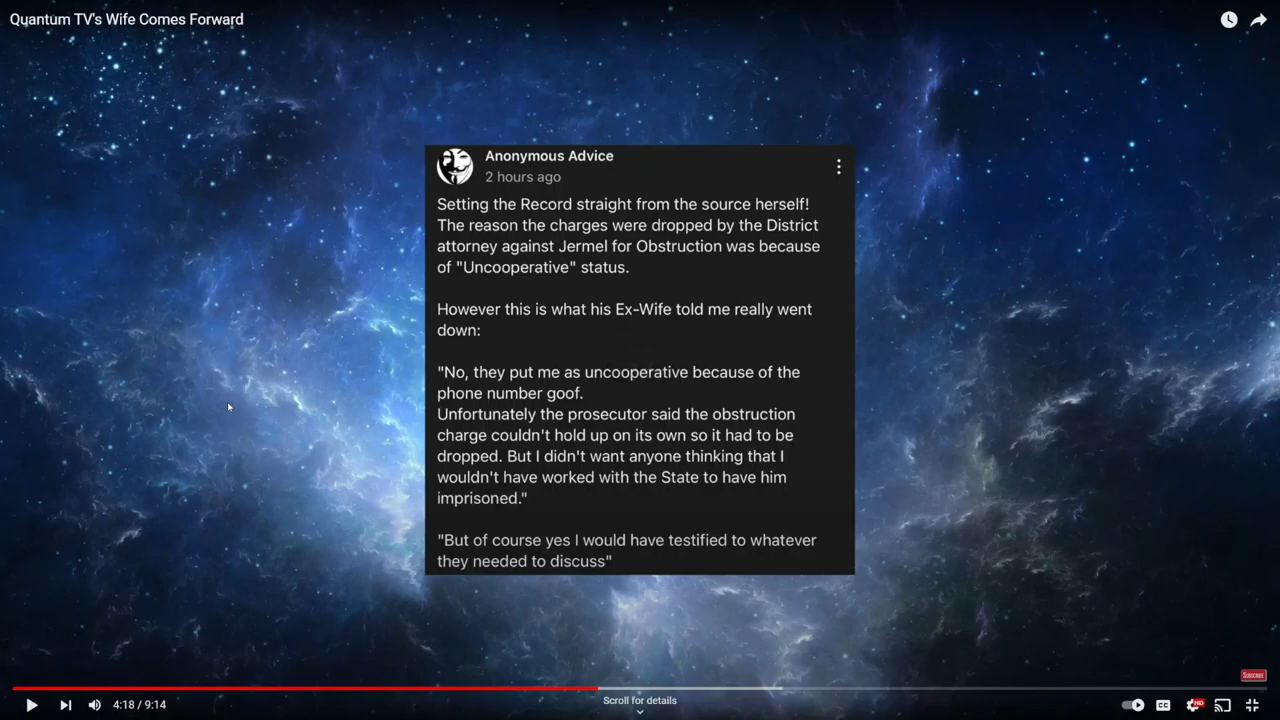 Quantum TV's Wife Comes Forward
Anonymous Advice
2 hours ago
Setting the Record straight from the source herself!
The reason the charges were dropped by the District
attorney against Jermel for Obstruction was because
of "Uncooperative" status.
However this is what his Ex-Wife told me really went
down:
"No, they put me as uncooperative because of the
phone number goof.
Unfortunately the prosecutor said the obstruction
charge couldn't hold up on its own so it had to be
dropped. But I didn't want anyone thinking that I
wouldn't have worked with the State to have him
imprisoned."
"But of course yes I would have testified to whatever
they needed to discuss"
SUBSCRIBE
4:18 / 9:14
Scroll for details
CC
HD